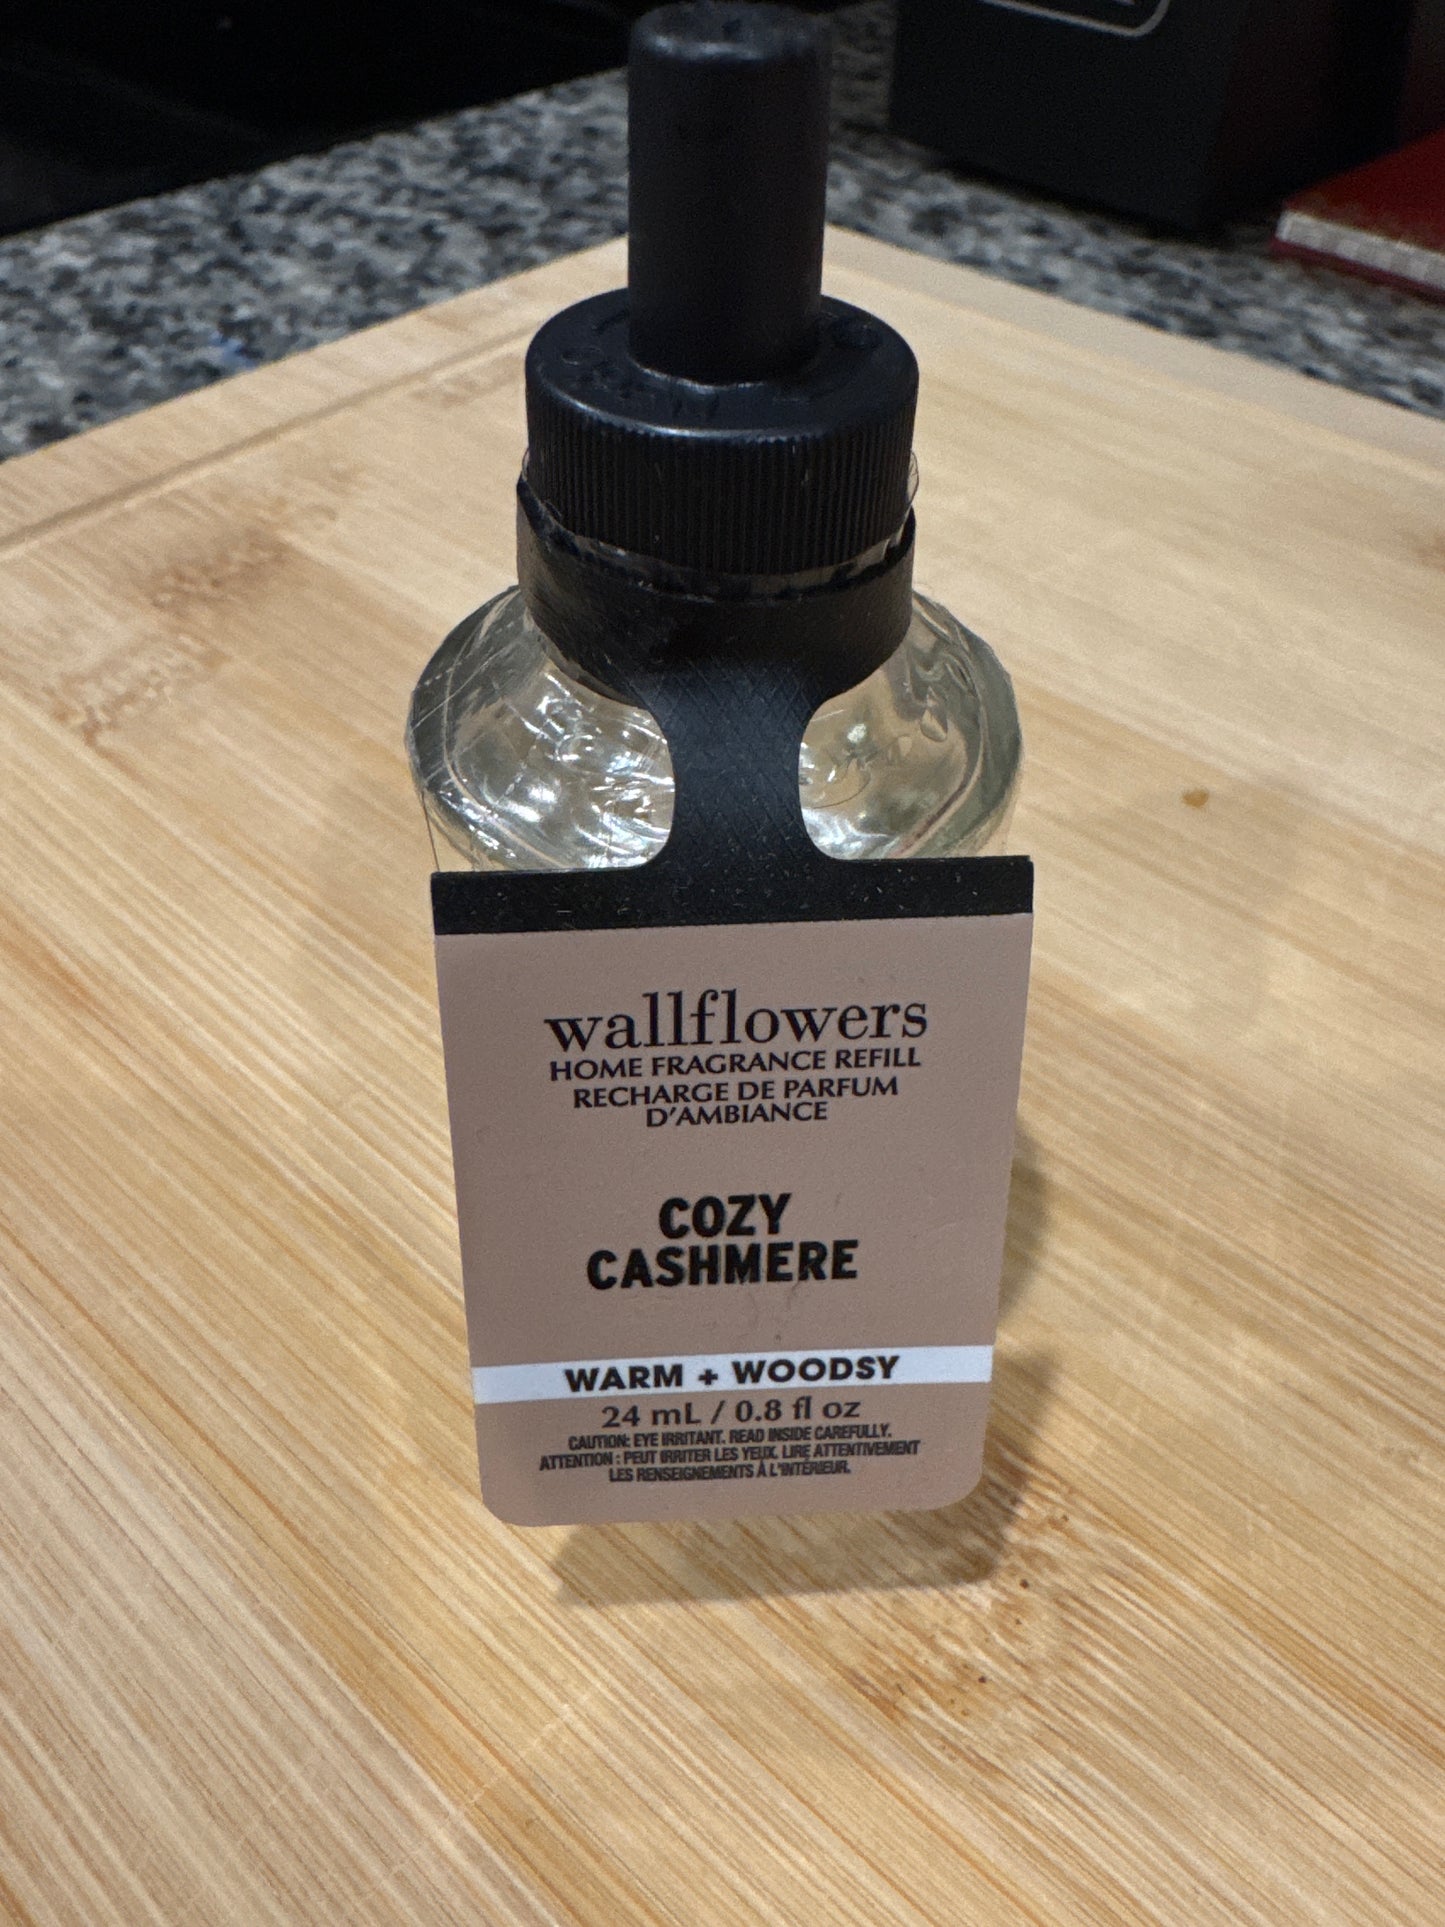 wallflowers
HOME FRAGRANCE REFILL
RECHARGE DE PARFUM
D'AMBIANCE
COZY
CASHMERE
WARM + WOODSY
24 mL / 0.8 fl oz
CAUTION: EYE IRRITANT. READ INSIDE CAREFULLY.
ATTENTION : PEUT IRRITER LES YEUX. LIRE ATTENTIVEMENT
LES RENSEIGNEMENTS À L'INTÉRIEUR.